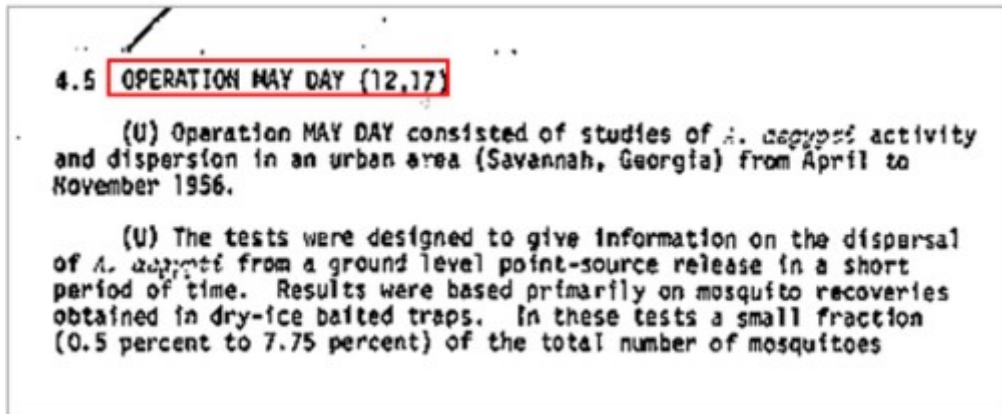 4.5 OPERATION MAY DAY (12,17)
(U) Operation MAY DAY consisted of studies of A. aegypti activity
and dispersion in an urban area (Savannah, Georgia) from April to
November 1956.
(U) The tests were designed to give information on the dispersal
of A. aegypti from a ground level point-source release in a short
period of time. Results were based primarily on mosquito recoveries
obtained in dry-ice baited traps. In these tests a small fraction
(0.5 percent to 7.75 percent) of the total number of mosquitoes